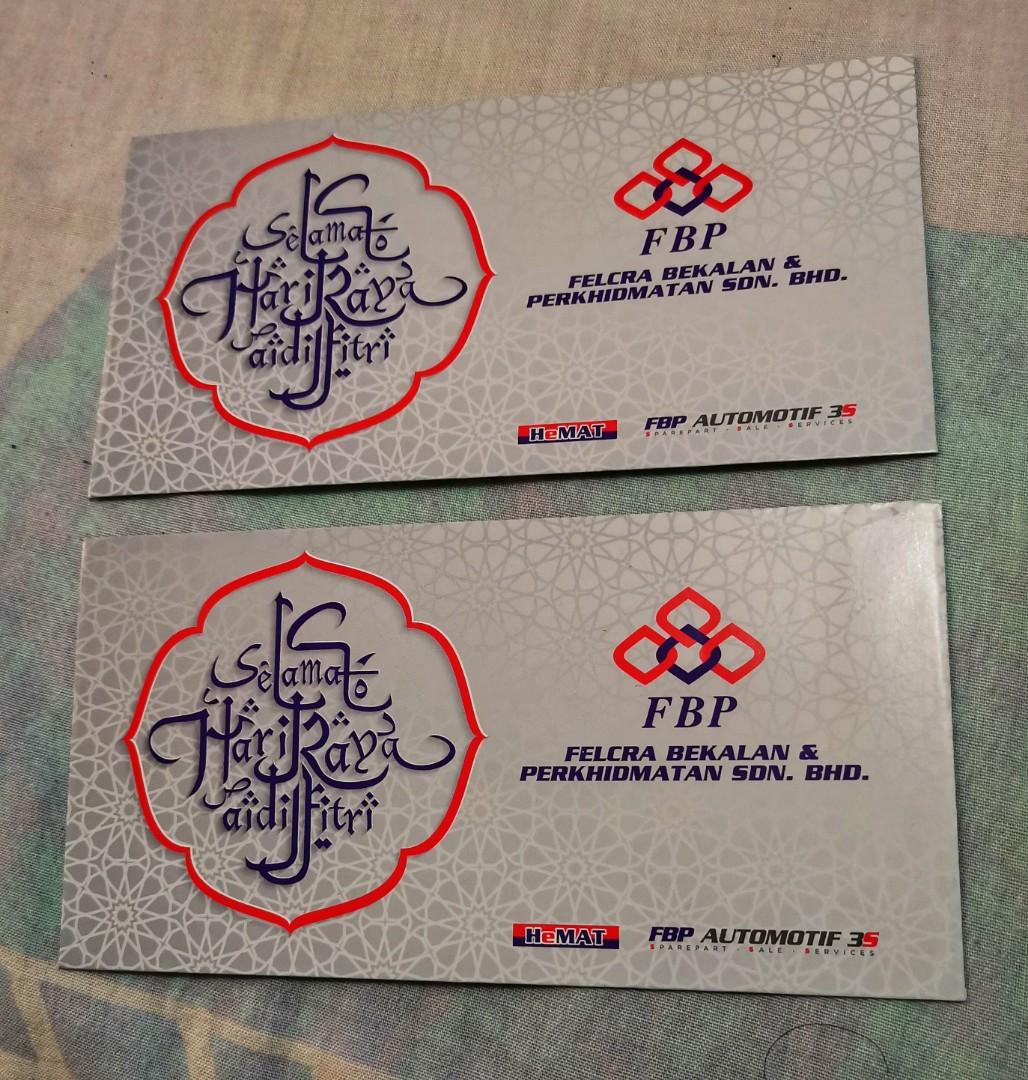 Selamat
Hari Raya
aidilfitri
FBP
FELCRA BEKALAN &
PERKHIDMATAN SDN. BHD.
HeMAT
FBP AUTOMOTIF 3S
SPAREPART · SALE · SERVICES
Selamat
Hari Raya
aidilfitri
FBP
FELCRA BEKALAN &
PERKHIDMATAN SDN. BHD.
HeMAT
FBP AUTOMOTIF 3S
SPAREPART · SALE · SERVICES